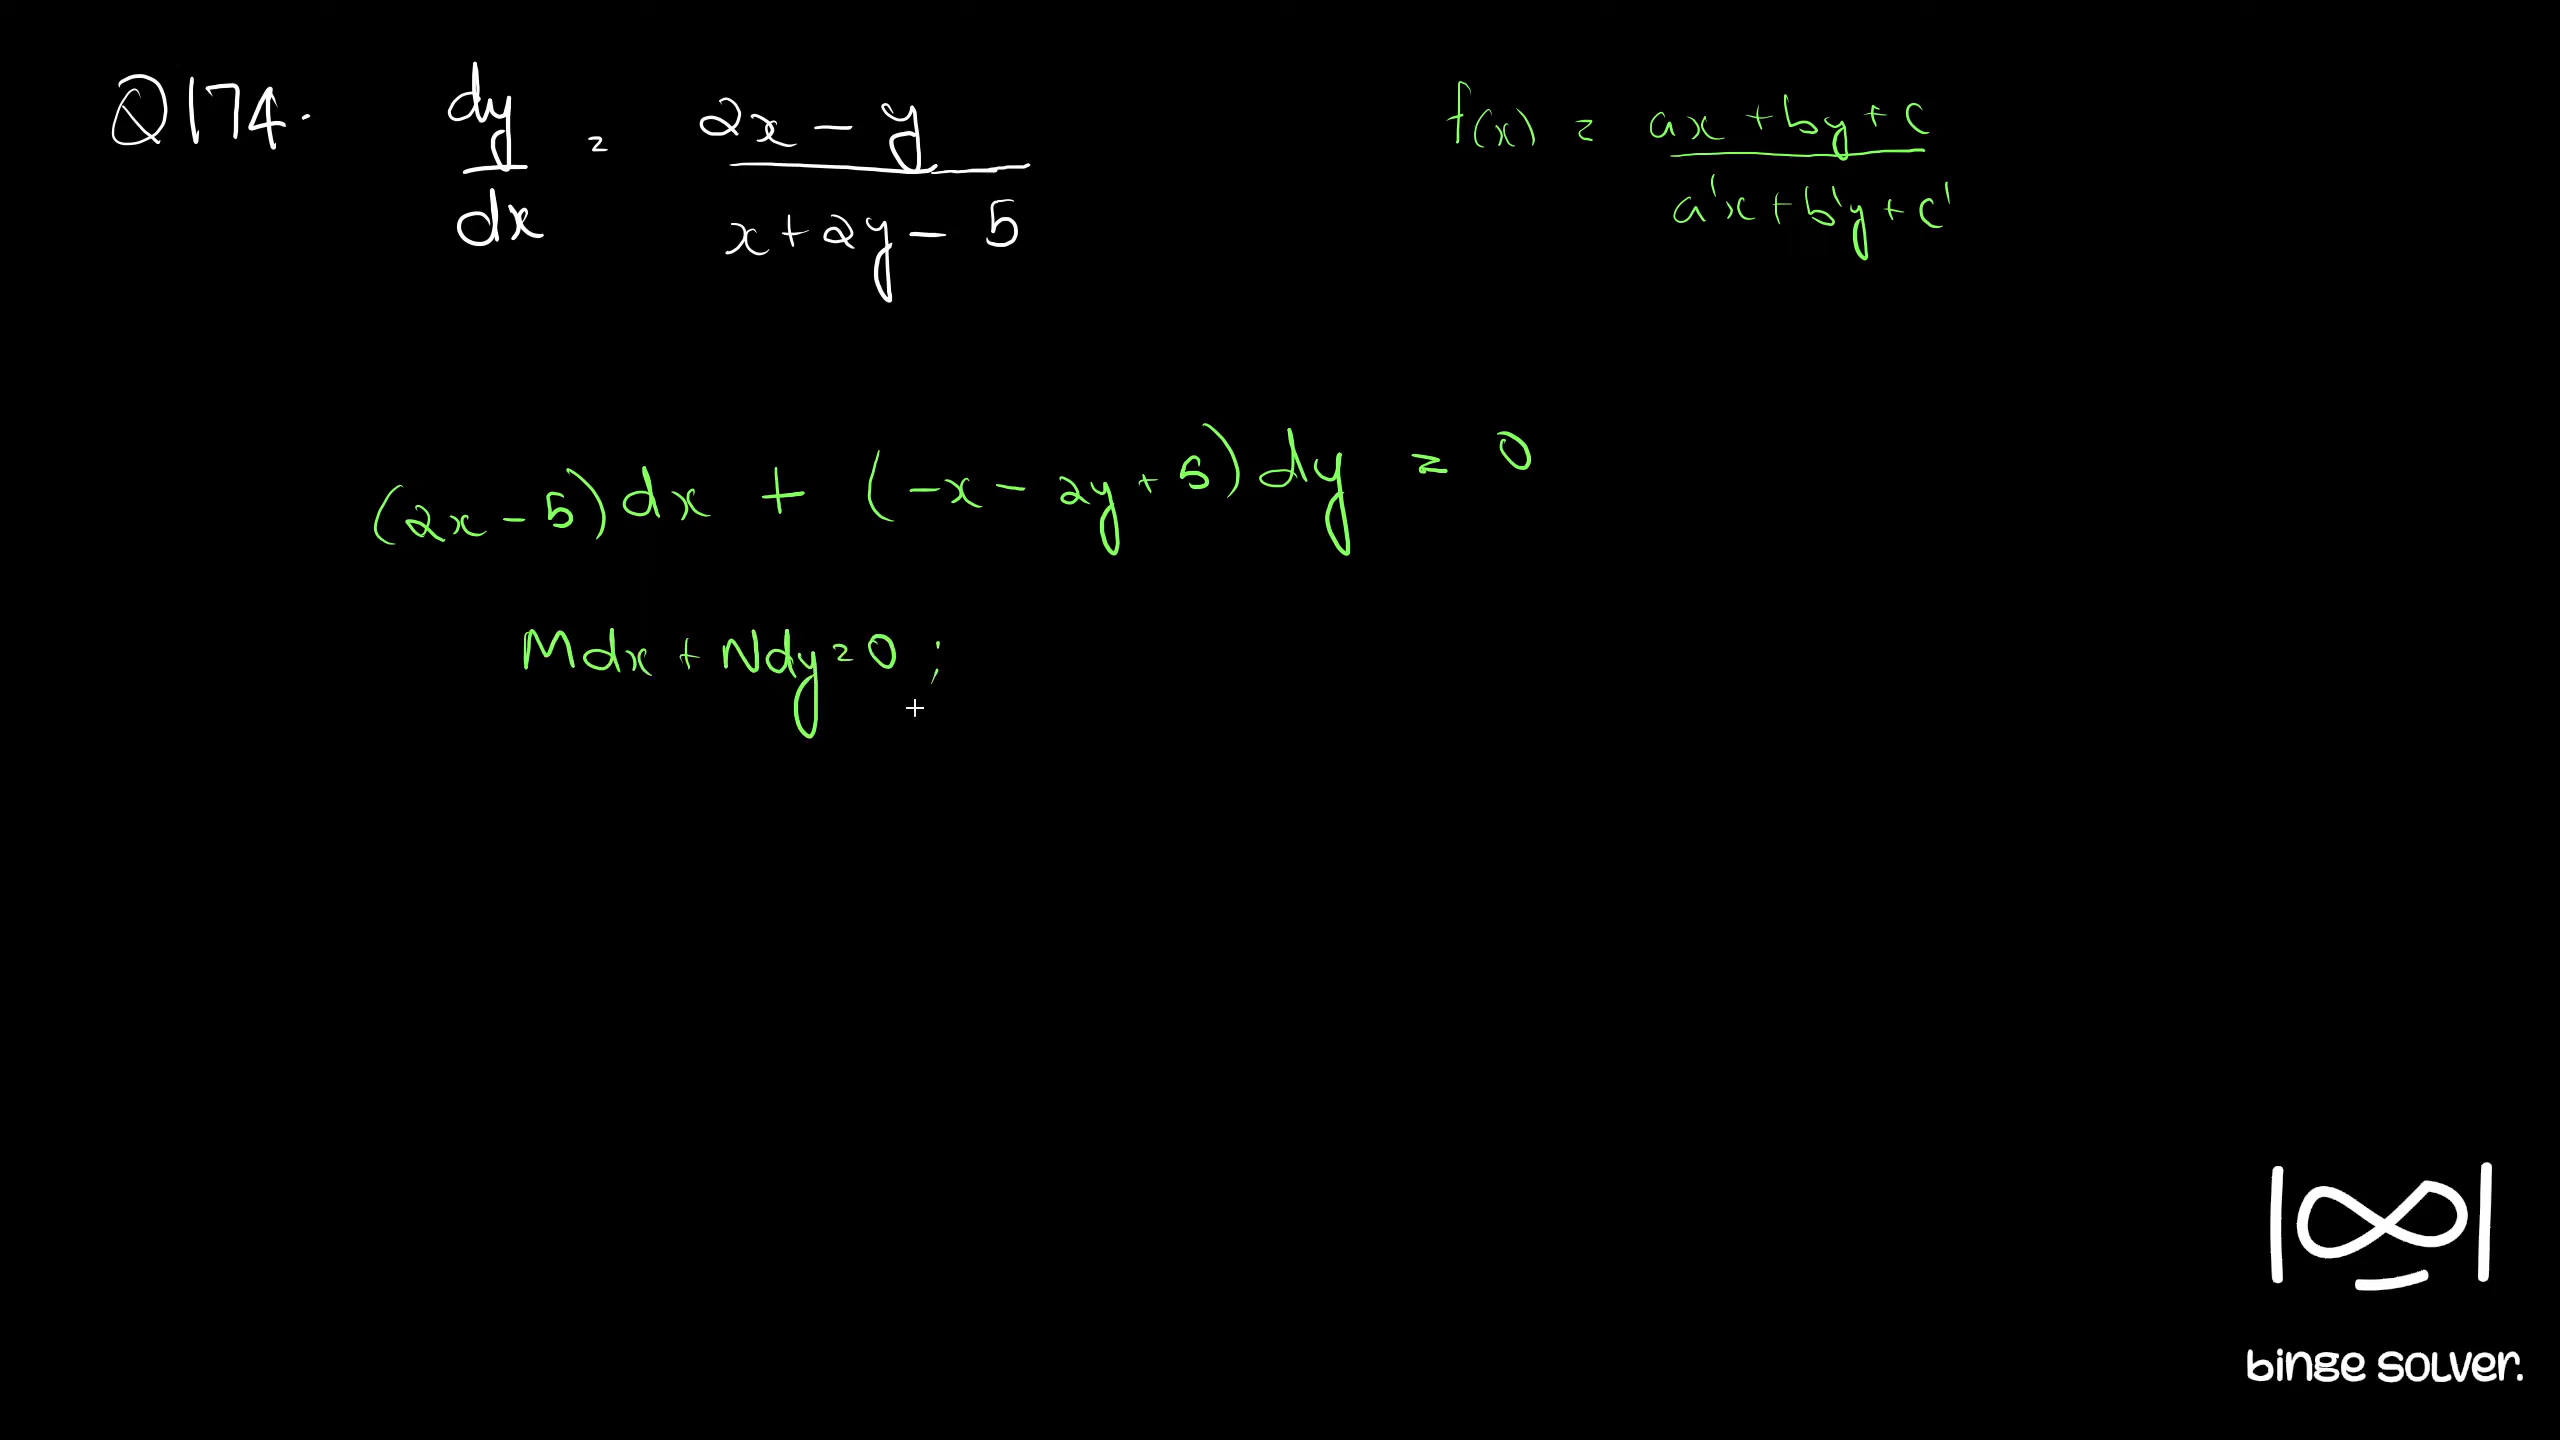 Q174. dy/dx = (2x - y)/(x + 2y - 5)
f(x) = (ax + by + c)/(a'x + b'y + c')
(2x - 5)dx + (-x - 2y + 5)dy = 0
Mdx + Ndy = 0 ;
binge solver.